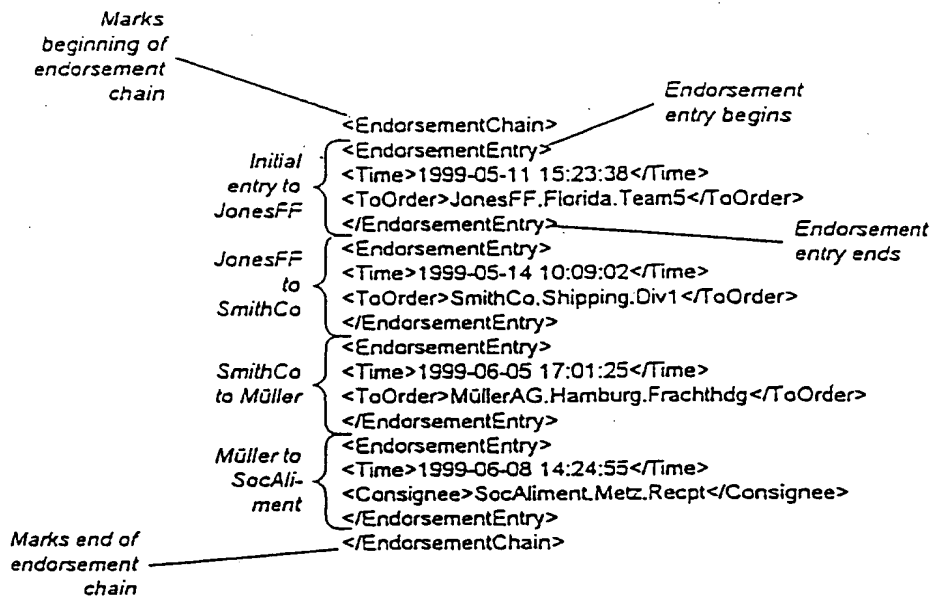 Marks
beginning of
endorsement
chain
Endorsement
entry begins
<EndorsementChain>
<EndorsementEntry>
<Time>1999-05-11 15:23:38</Time>
<ToOrder>JonesFF.Florida.Team5</ToOrder>
</EndorsementEntry>
Initial
entry to
JonesFF
Endorsement
entry ends
<EndorsementEntry>
<Time>1999-05-14 10:09:02</Time>
<ToOrder>SmithCo.Shipping.Div1</ToOrder>
</EndorsementEntry>
JonesFF
to
SmithCo
<EndorsementEntry>
<Time>1999-06-05 17:01:25</Time>
<ToOrder>MüllerAG.Hamburg.Frachthdg</ToOrder>
</EndorsementEntry>
SmithCo
to Müller
<EndorsementEntry>
<Time>1999-06-08 14:24:55</Time>
<Consignee>SocAliment.Metz.Recpt</Consignee>
</EndorsementEntry>
Müller to
SocAli-
ment
</EndorsementChain>
Marks end of
endorsement
chain